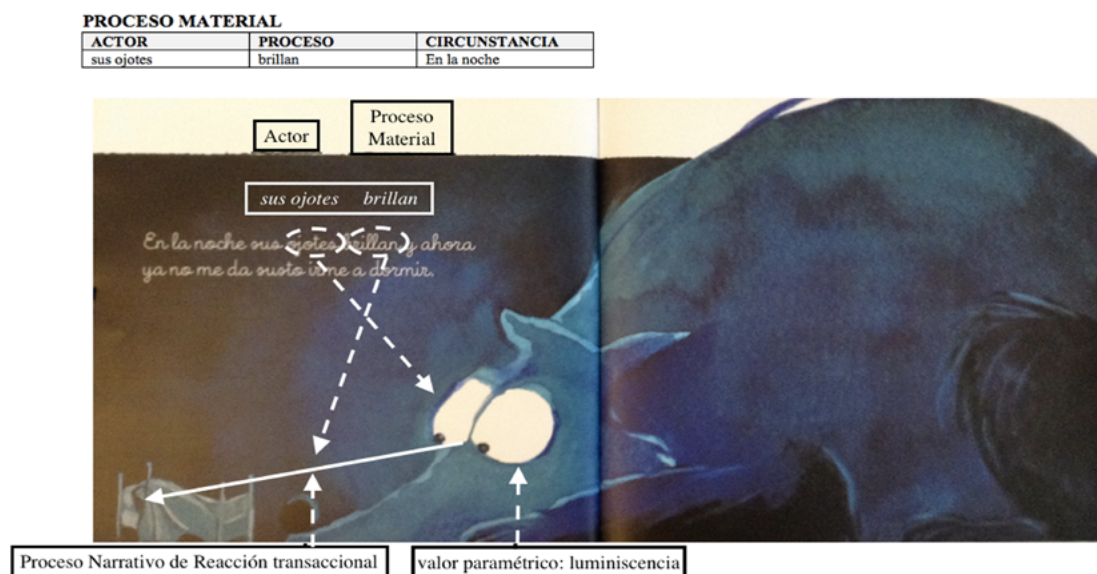 PROCESO MATERIAL
ACTOR PROCESO CIRCUNSTANCIA
sus ojotes brillan En la noche
Actor
Proceso
Material
sus ojotes brillan
En la noche sus ojotes brillan y ahora
ya no me da susto irme a dormir.
Proceso Narrativo de Reacción transaccional
valor paramétrico: luminiscencia